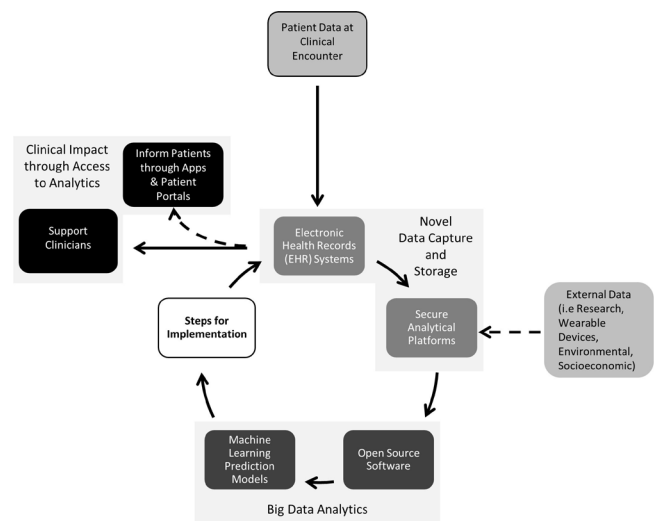 Patient Data at
Clinical
Encounter
Clinical Impact
through Access
to Analytics
Inform Patients
through Apps
& Patient
Portals
Support
Clinicians
Electronic
Health Records
(EHR) Systems
Novel
Data Capture
and
Storage
Steps for
Implementation
Secure
Analytical
Platforms
External Data
(i.e Research,
Wearable
Devices,
Environmental,
Socioeconomic)
Machine
Learning
Prediction
Models
Open Source
Software
Big Data Analytics